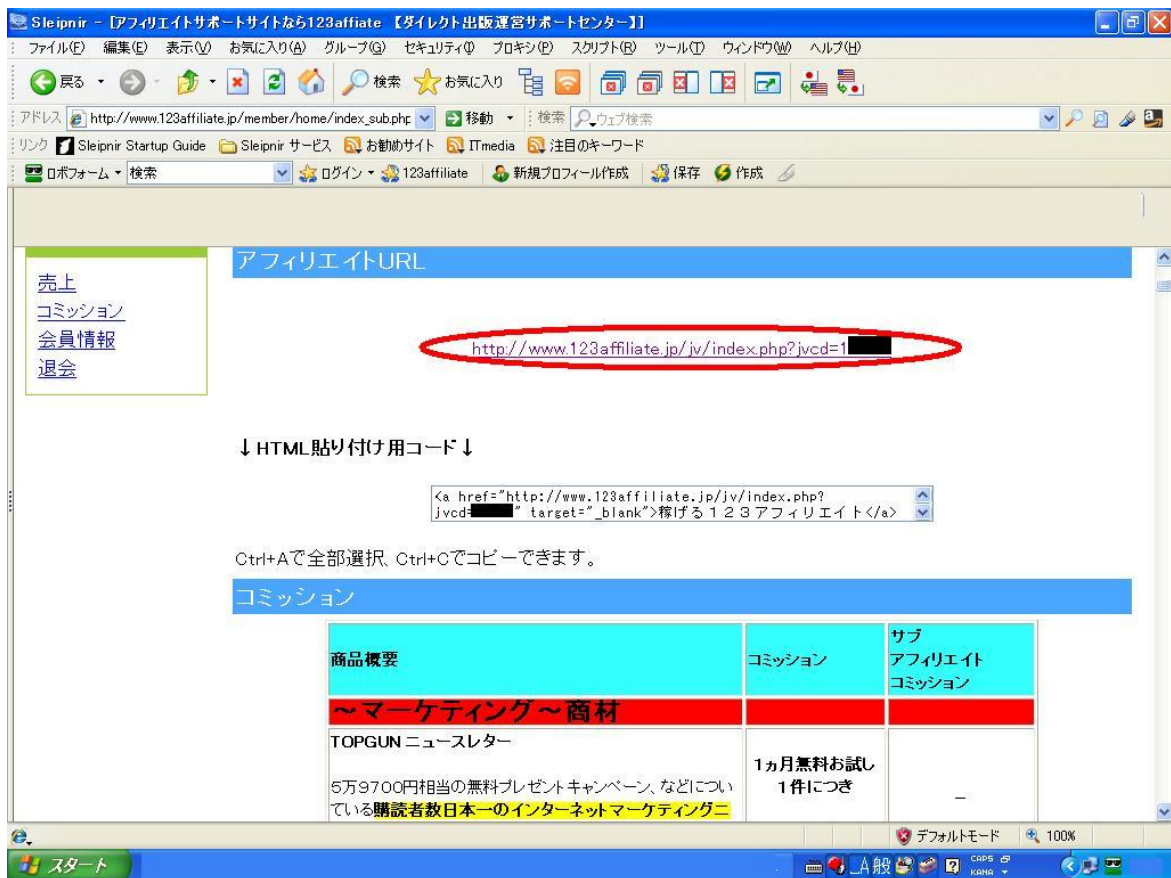 Sleipnir - [アフィリエイトサポートサイトなら123affiate 【ダイレクト出版運営サポートセンター】]
ファイル(F) 編集(E) 表示(V) お気に入り(A) グループ(G) セキュリティ(I) プロキシ(P) スクリプト(R) ツール(T) ウィンドウ(W) ヘルプ(H)
戻る 検索 お気に入り
アドレス http://www.123affiliate.jp/member/home/index_sub.php 移動 検索 ウェブ検索
リンク Sleipnir Startup Guide Sleipnir サービス お勧めサイト ITmedia 注目のキーワード
ロボフォーム 検索 ログイン 123affiliate 新規プロフィール作成 保存 作成
売上
コミッション
会員情報
退会
アフィリエイトURL
http://www.123affiliate.jp/jv/index.php?jvcd=1
↓HTML貼り付け用コード↓
<a href="http://www.123affiliate.jp/jv/index.php?
jvcd=" target="_blank">稼げる123アフィリエイト</a>
Ctrl+Aで全部選択、Ctrl+Cでコピーできます。
コミッション
商品概要 コミッション サブ
アフィリエイト
コミッション
～マーケティング～商材
TOPGUN ニュースレター
5万9700円相当の無料プレゼントキャンペーン、などについ
ている購読者数日本一のインターネットマーケティングニ
1ヵ月無料お試し
1件につき
_
デフォルトモード 100%
スタート _A 般 CAPS KANA